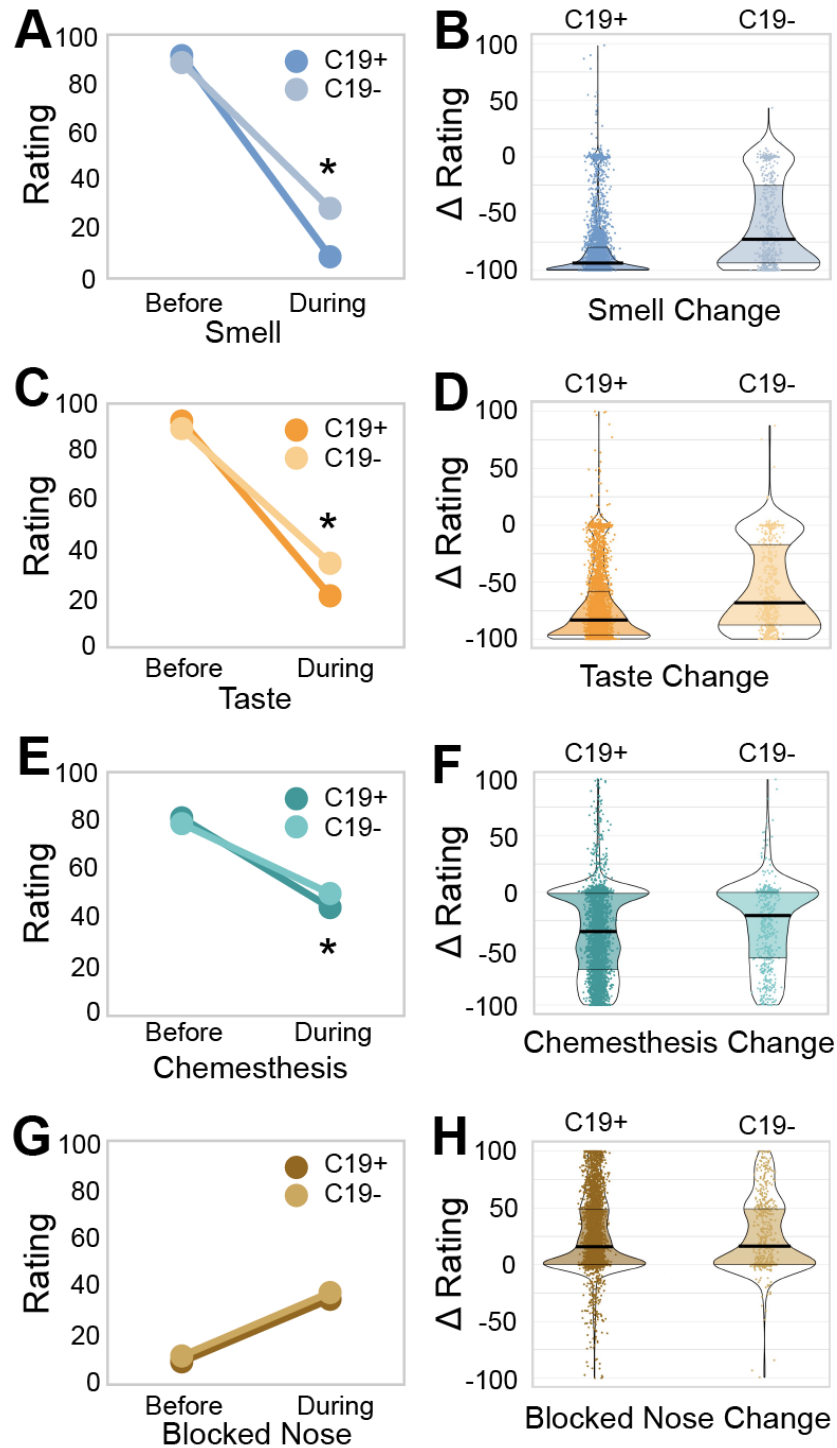 A
100
80
60
40
20
0
Rating
C19+
C19-
*
Before During
Smell
B
C19+ C19-
100
50
0
-50
-100
Δ Rating
Smell Change
C
100
80
60
40
20
0
Rating
C19+
C19-
*
Before During
Taste
D
C19+ C19-
100
50
0
-50
-100
Δ Rating
Taste Change
E
100
80
60
40
20
0
Rating
C19+
C19-
*
Before During
Chemesthesis
F
C19+ C19-
100
50
0
-50
-100
Δ Rating
Chemesthesis Change
G
100
80
60
40
20
0
Rating
C19+
C19-
Before During
Blocked Nose
H
C19+ C19-
100
50
0
-50
-100
Δ Rating
Blocked Nose Change